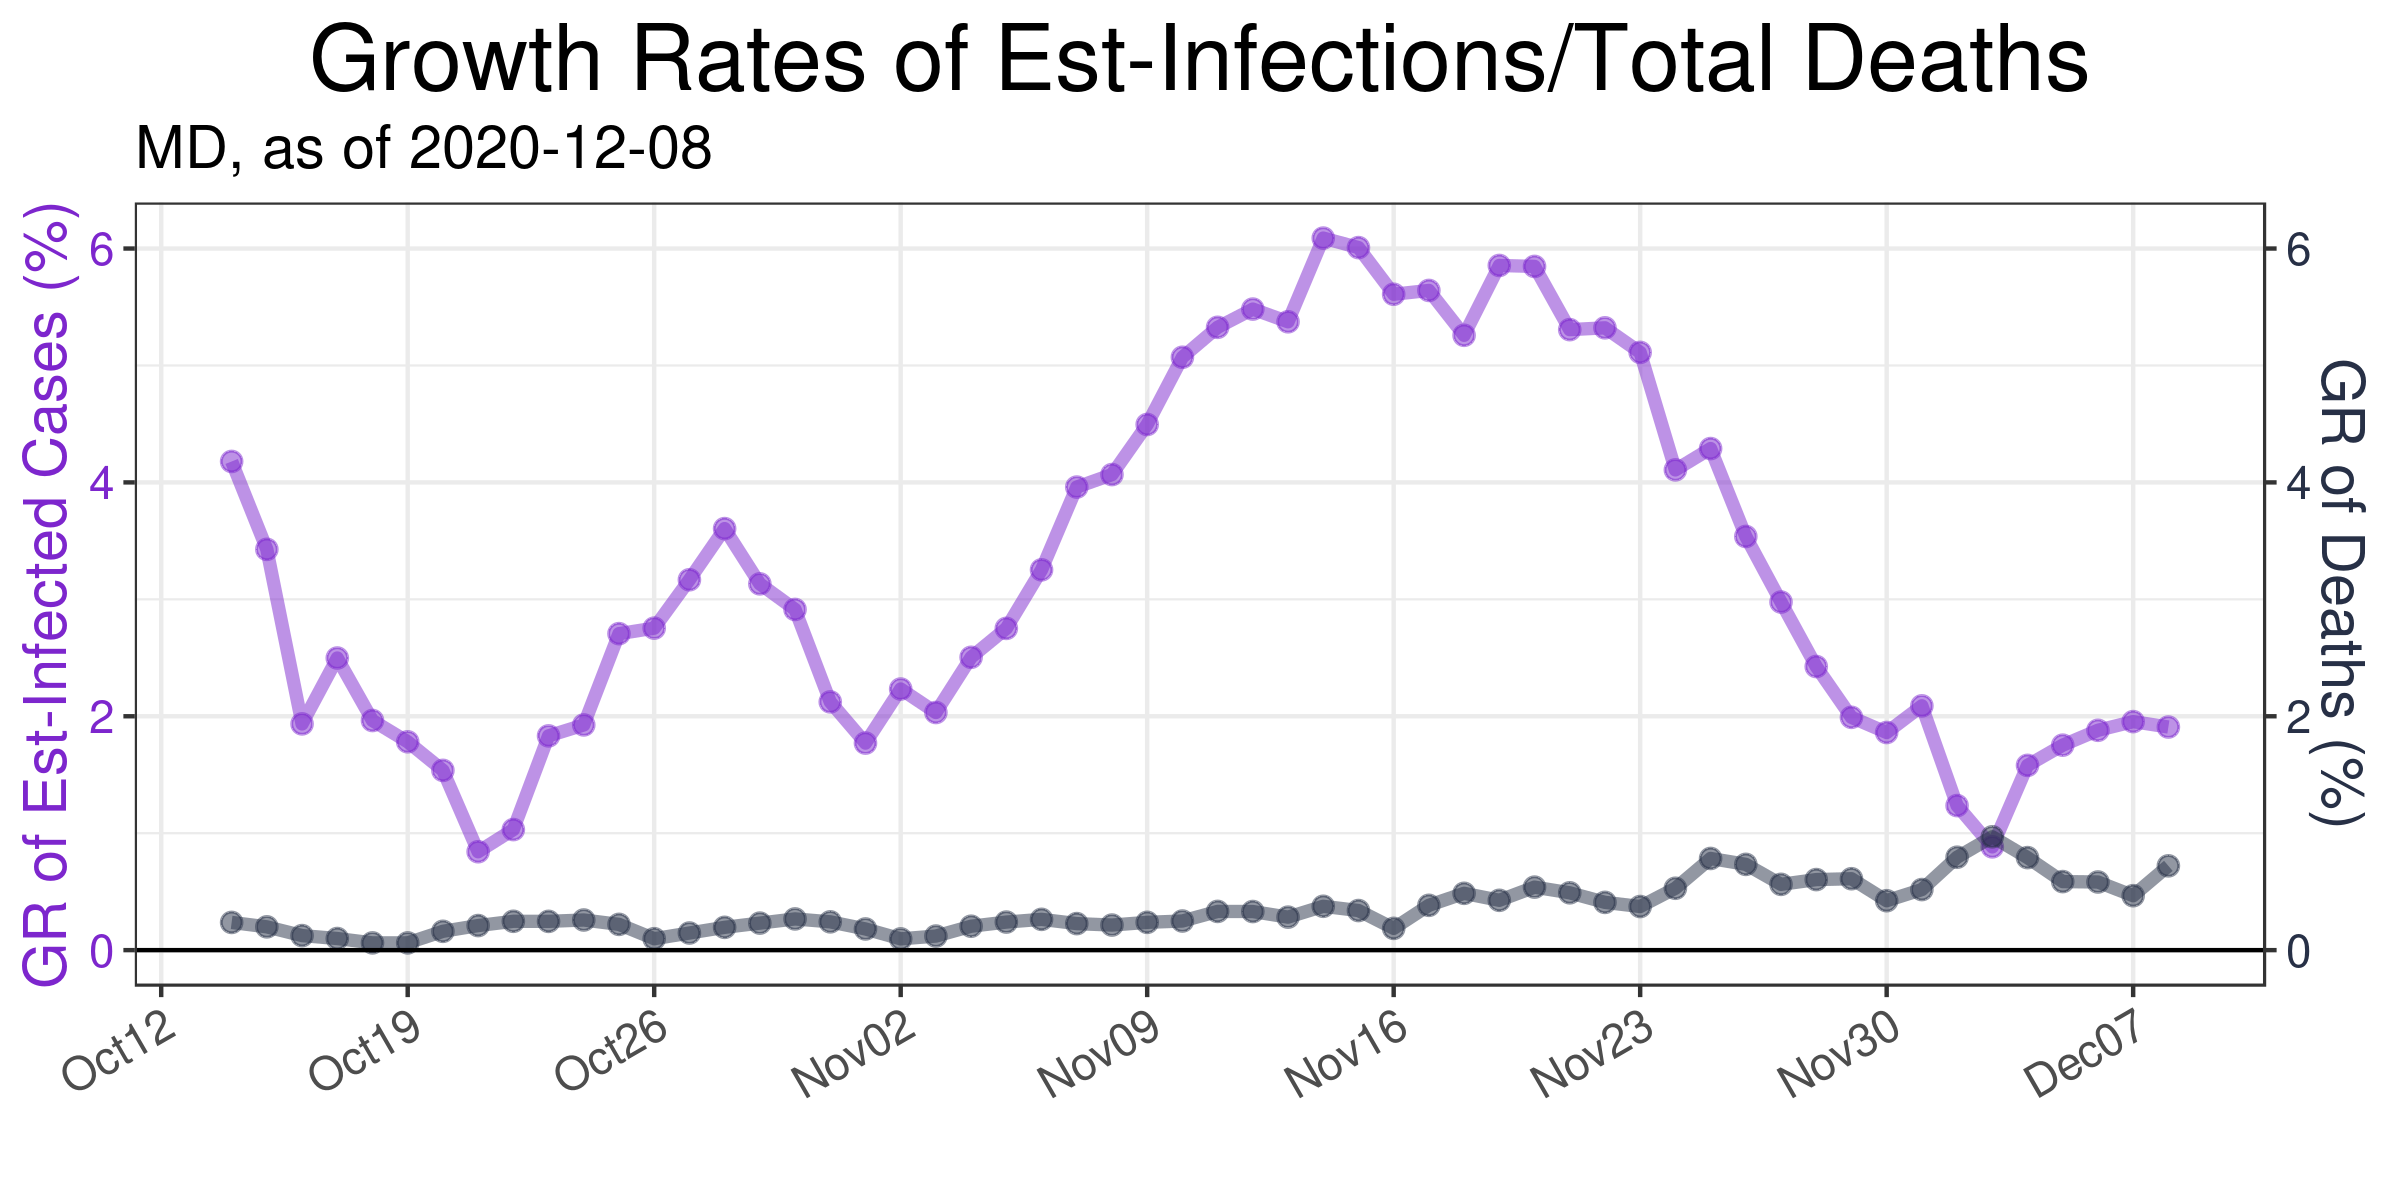 Growth Rates of Est-Infections/Total Deaths
MD, as of 2020-12-08
GR of Est-Infected Cases (%)
6
4
2
0
6
4
2
0
GR of Deaths (%)
Oct12
Oct19
Oct26
Nov02
Nov09
Nov16
Nov23
Nov30
Dec07